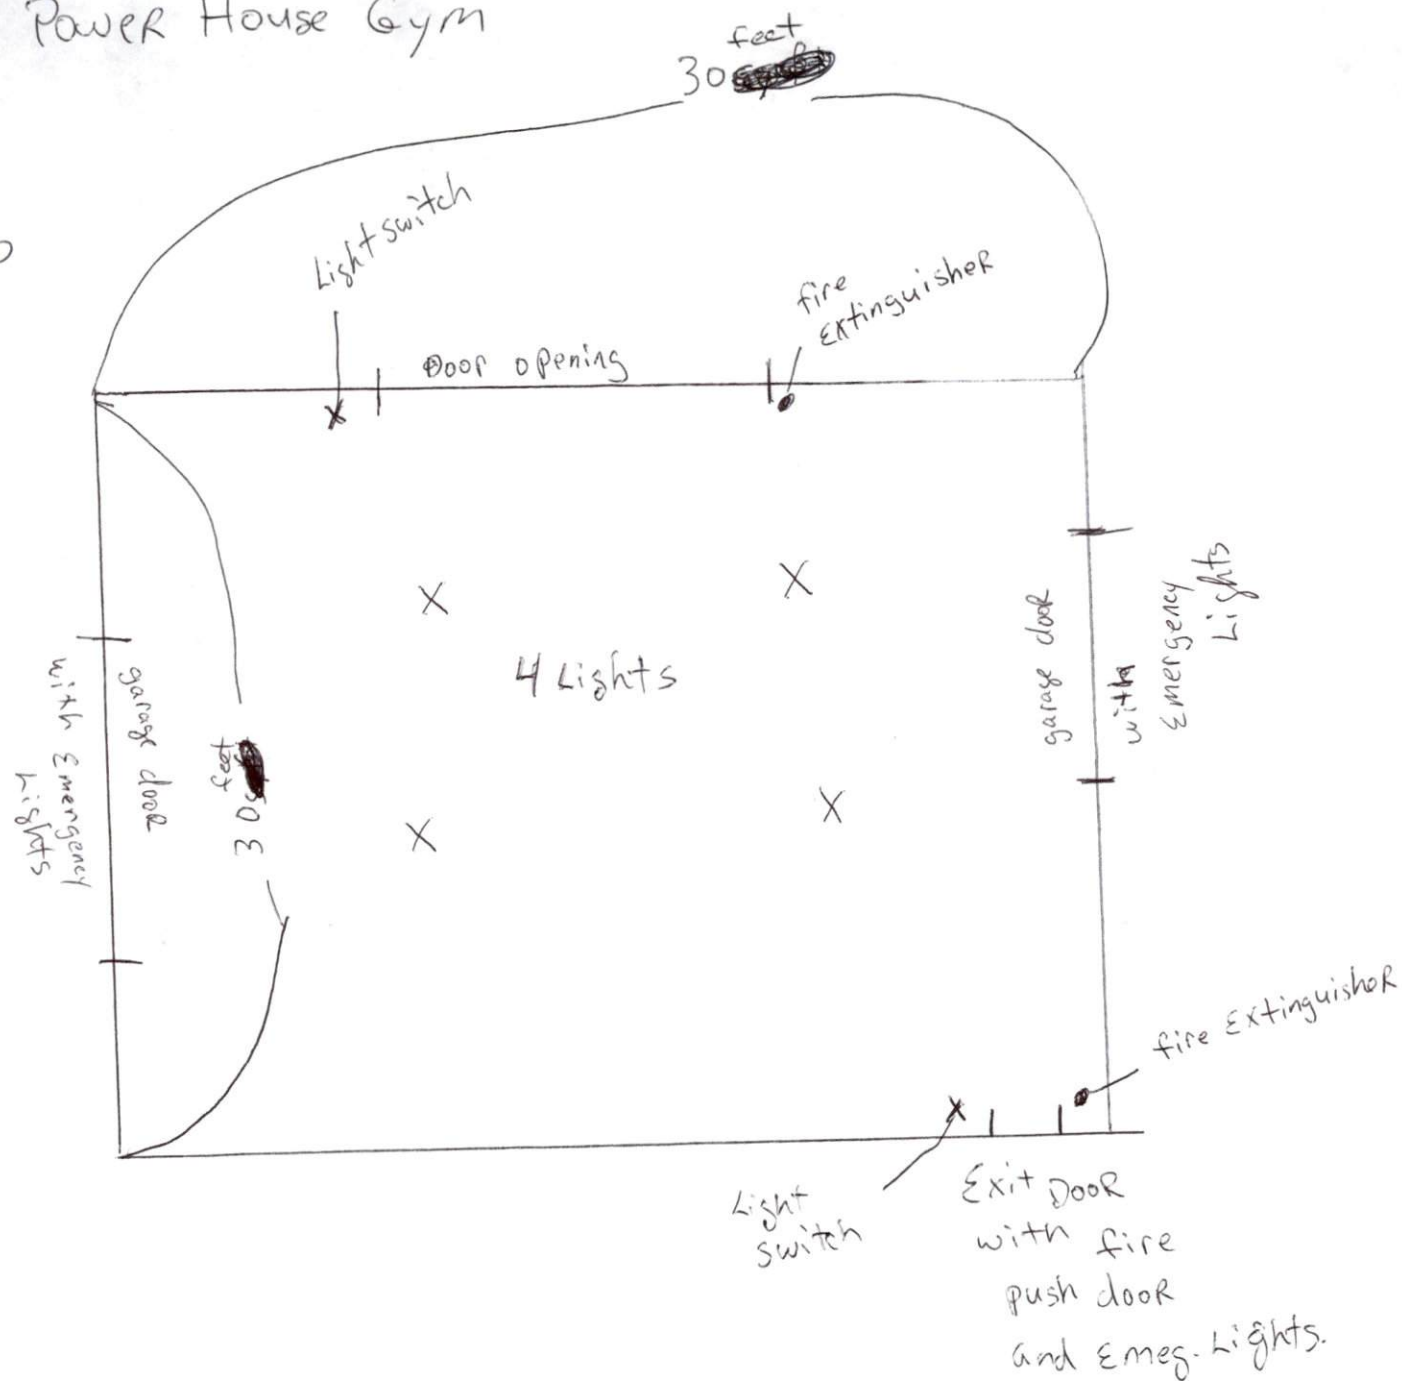 Power House Gym
feet
30
Light switch
fire
Extinguisher
Door opening
4 Lights
garage door
with Emergency
Lights
feet
30
garage door
with
Emergency
Lights
fire Extinguisher
Light
switch
Exit Door
with fire
push door
and Emeg. Lights.